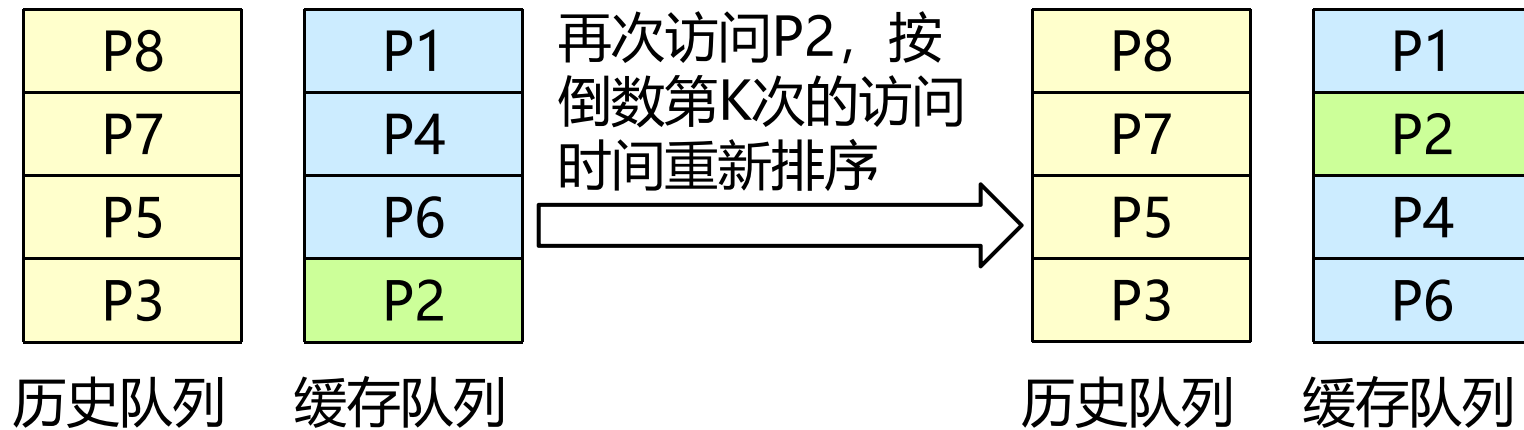 P8
P7
P5
P3
历史队列
P1
P4
P6
P2
缓存队列
再次访问P2，按
倒数第K次的访问
时间重新排序
P8
P7
P5
P3
历史队列
P1
P2
P4
P6
缓存队列